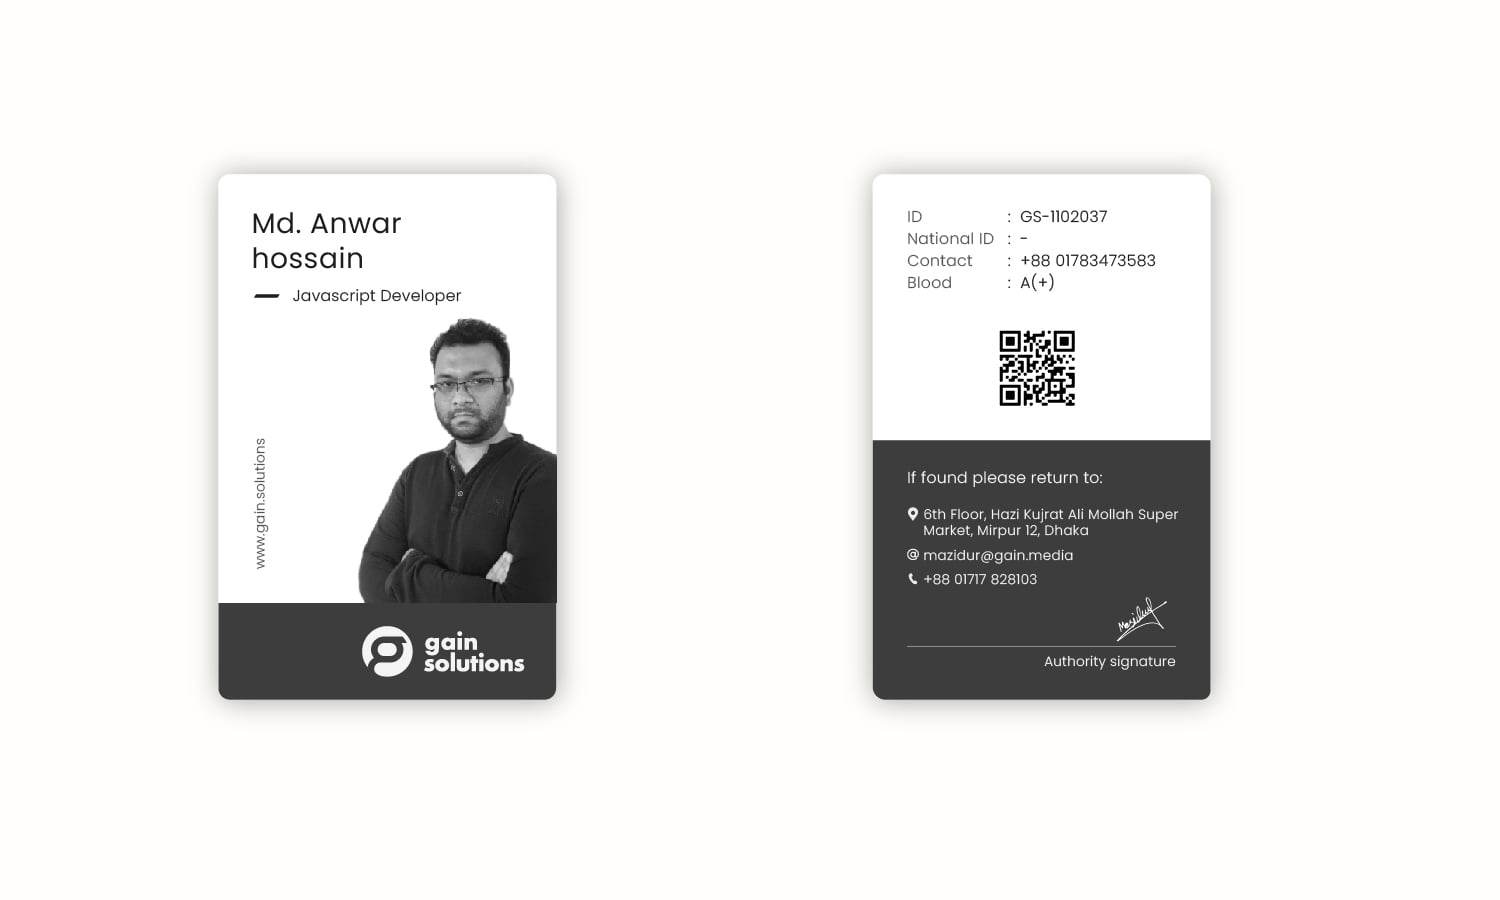 Md. Anwar
hossain
Javascript Developer
www.gain.solutions
gain
solutions
ID : GS-1102037
National ID : -
Contact : +88 01783473583
Blood : A(+)
If found please return to:
6th Floor, Hazi Kujrat Ali Mollah Super
Market, Mirpur 12, Dhaka
mazidur@gain.media
+88 01717 828103
Authority signature